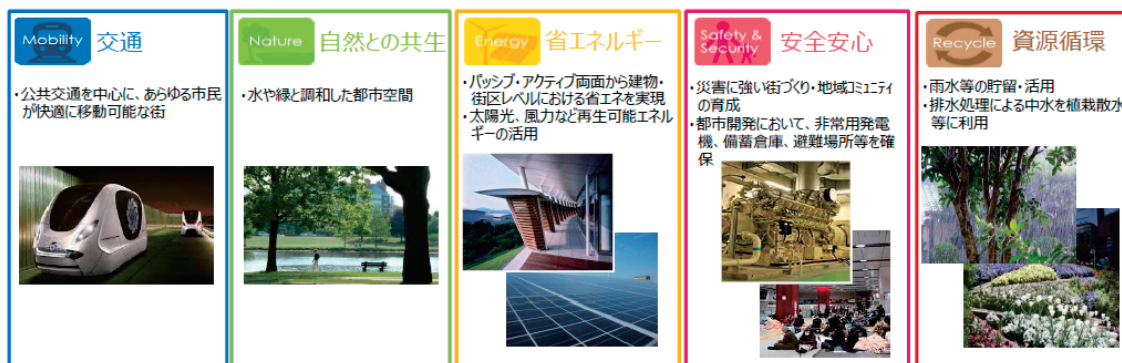 Mobility 交通
・公共交通を中心に、あらゆる市民
が快適に移動可能な街
Nature 自然との共生
・水や緑と調和した都市空間
Energy 省エネルギー
・パッシブ・アクティブ両面から建物・
街区レベルにおける省エネを実現
・太陽光、風力など再生可能エネル
ギーの活用
Safety &
Security
安全安心
・災害に強い街づくり・地域コミュニティ
の育成
・都市開発において、非常用発電
機、備蓄倉庫、避難場所等を確
保
Recycle 資源循環
・雨水等の貯留・活用
・排水処理による中水を植栽散水
等に利用